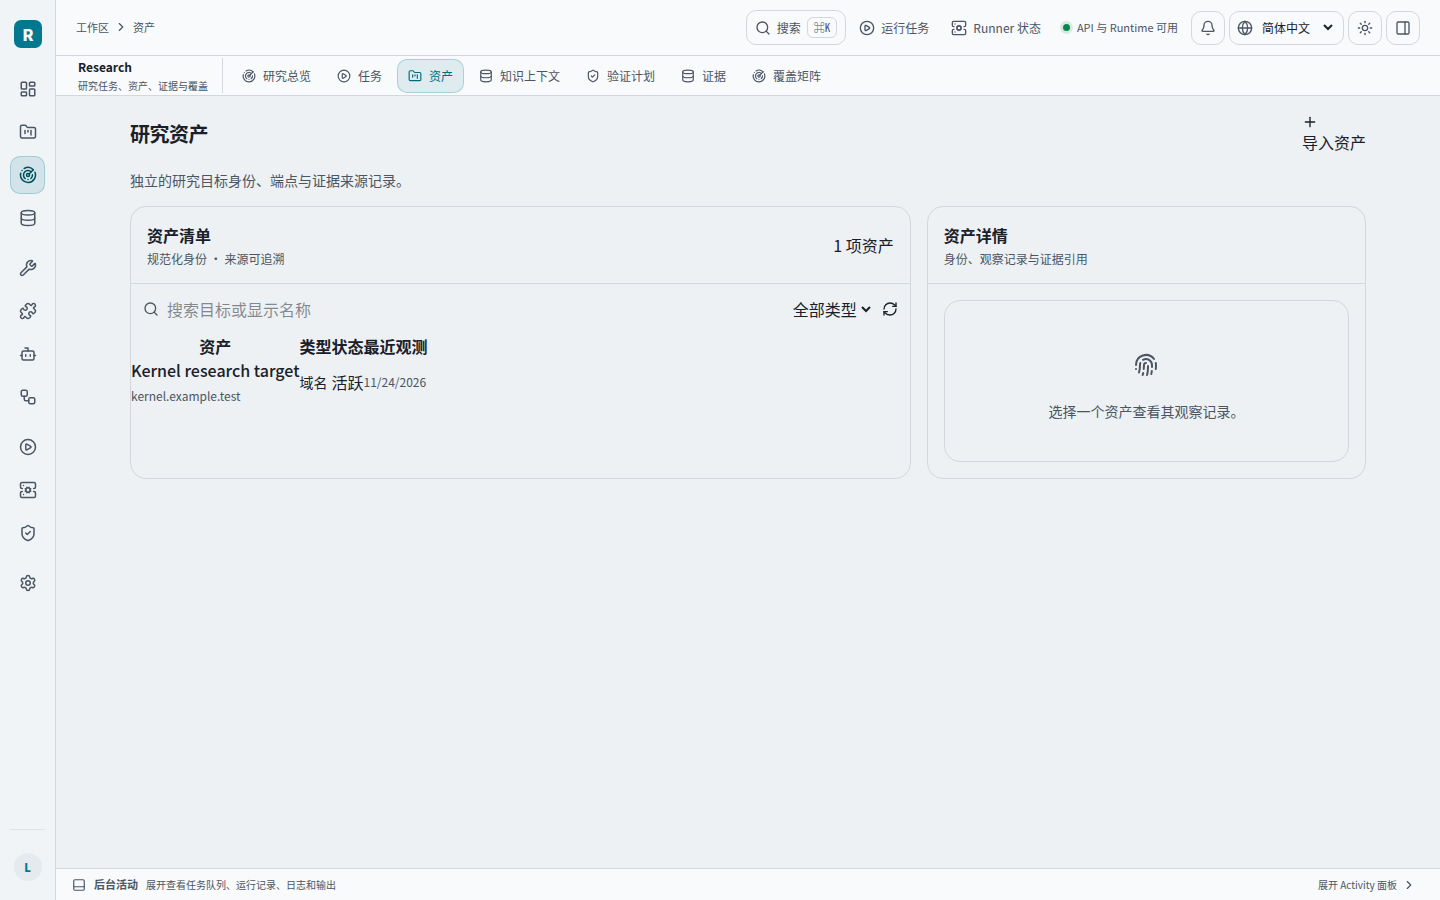 R
工作区 > 资产
搜索 ⌘K
运行任务
Runner 状态
API 与 Runtime 可用
简体中文
Research
研究任务、资产、证据与覆盖
研究总览
任务
资产
知识上下文
验证计划
证据
覆盖矩阵
研究资产
+
导入资产
独立的研究目标身份、端点与证据来源记录。
资产清单
规范化身份 · 来源可追溯
1 项资产
搜索目标或显示名称
全部类型
资产 类型 状态 最近观测
Kernel research target
kernel.example.test
域名 活跃 11/24/2026
资产详情
身份、观察记录与证据引用
选择一个资产查看其观察记录。
L
后台活动 展开查看任务队列、运行记录、日志和输出
展开 Activity 面板